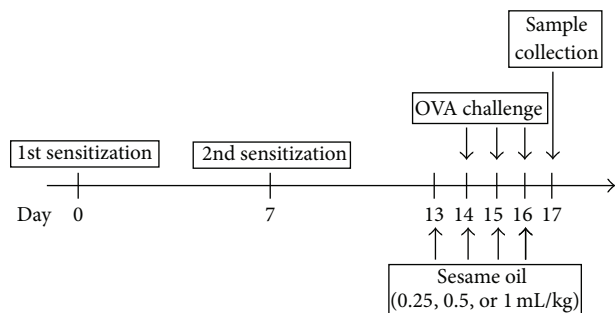 Sample
collection
OVA challenge
1st sensitization
2nd sensitization
Day 0 7 13 14 15 16 17
Sesame oil
(0.25, 0.5, or 1 mL/kg)